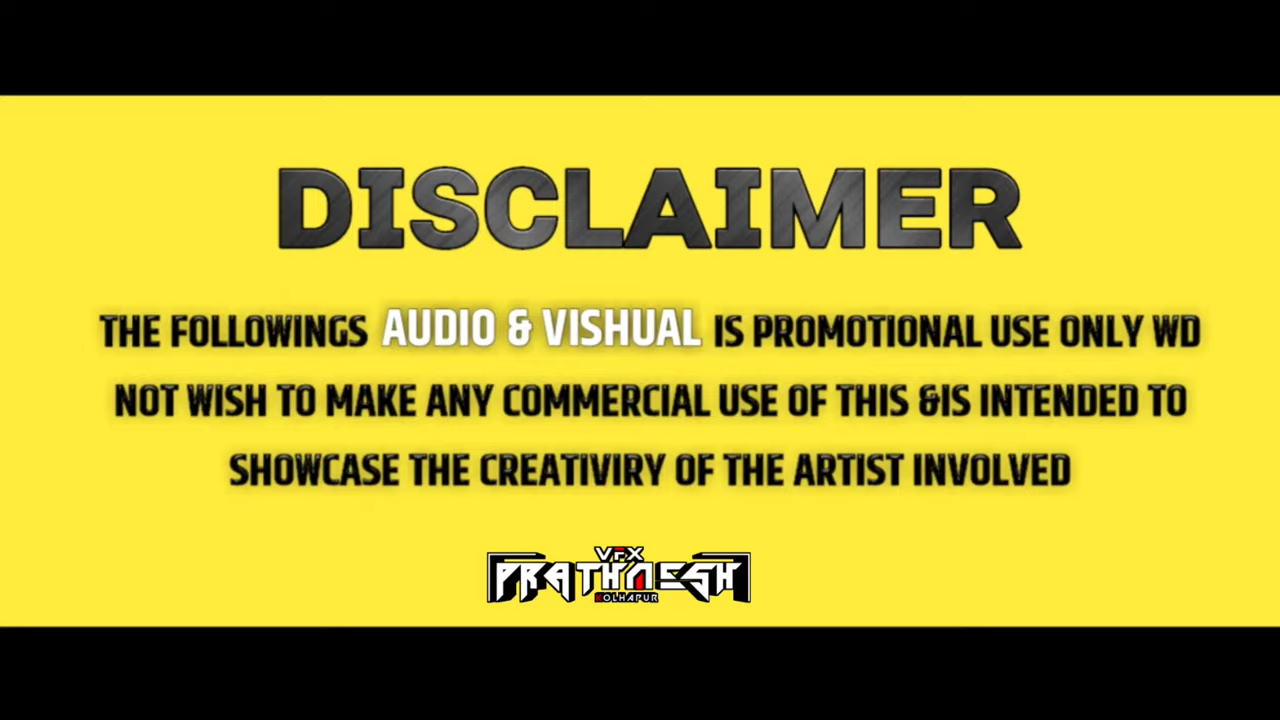 DISCLAIMER
THE FOLLOWINGS AUDIO & VISHUAL IS PROMOTIONAL USE ONLY WD
NOT WISH TO MAKE ANY COMMERCIAL USE OF THIS &IS INTENDED TO
SHOWCASE THE CREATIVIRY OF THE ARTIST INVOLVED
VFX
PRATHMESH
KOLHAPUR